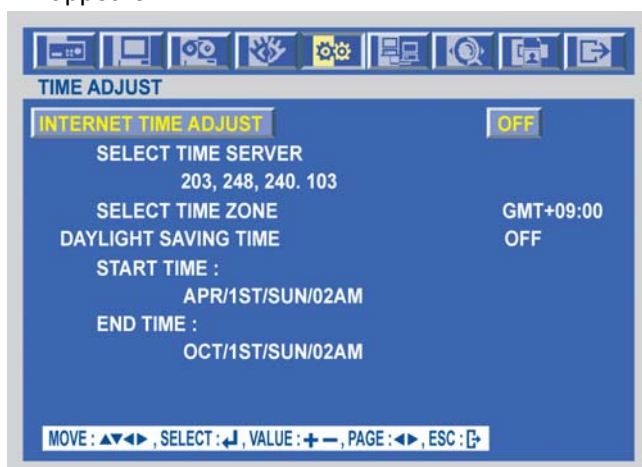 TIME ADJUST
INTERNET TIME ADJUST OFF
SELECT TIME SERVER
203, 248, 240. 103
SELECT TIME ZONE GMT+09:00
DAYLIGHT SAVING TIME OFF
START TIME :
APR/1ST/SUN/02AM
END TIME :
OCT/1ST/SUN/02AM
MOVE : ▲▼◀▶ , SELECT : ↲ , VALUE : + − , PAGE : ◀▶ , ESC :